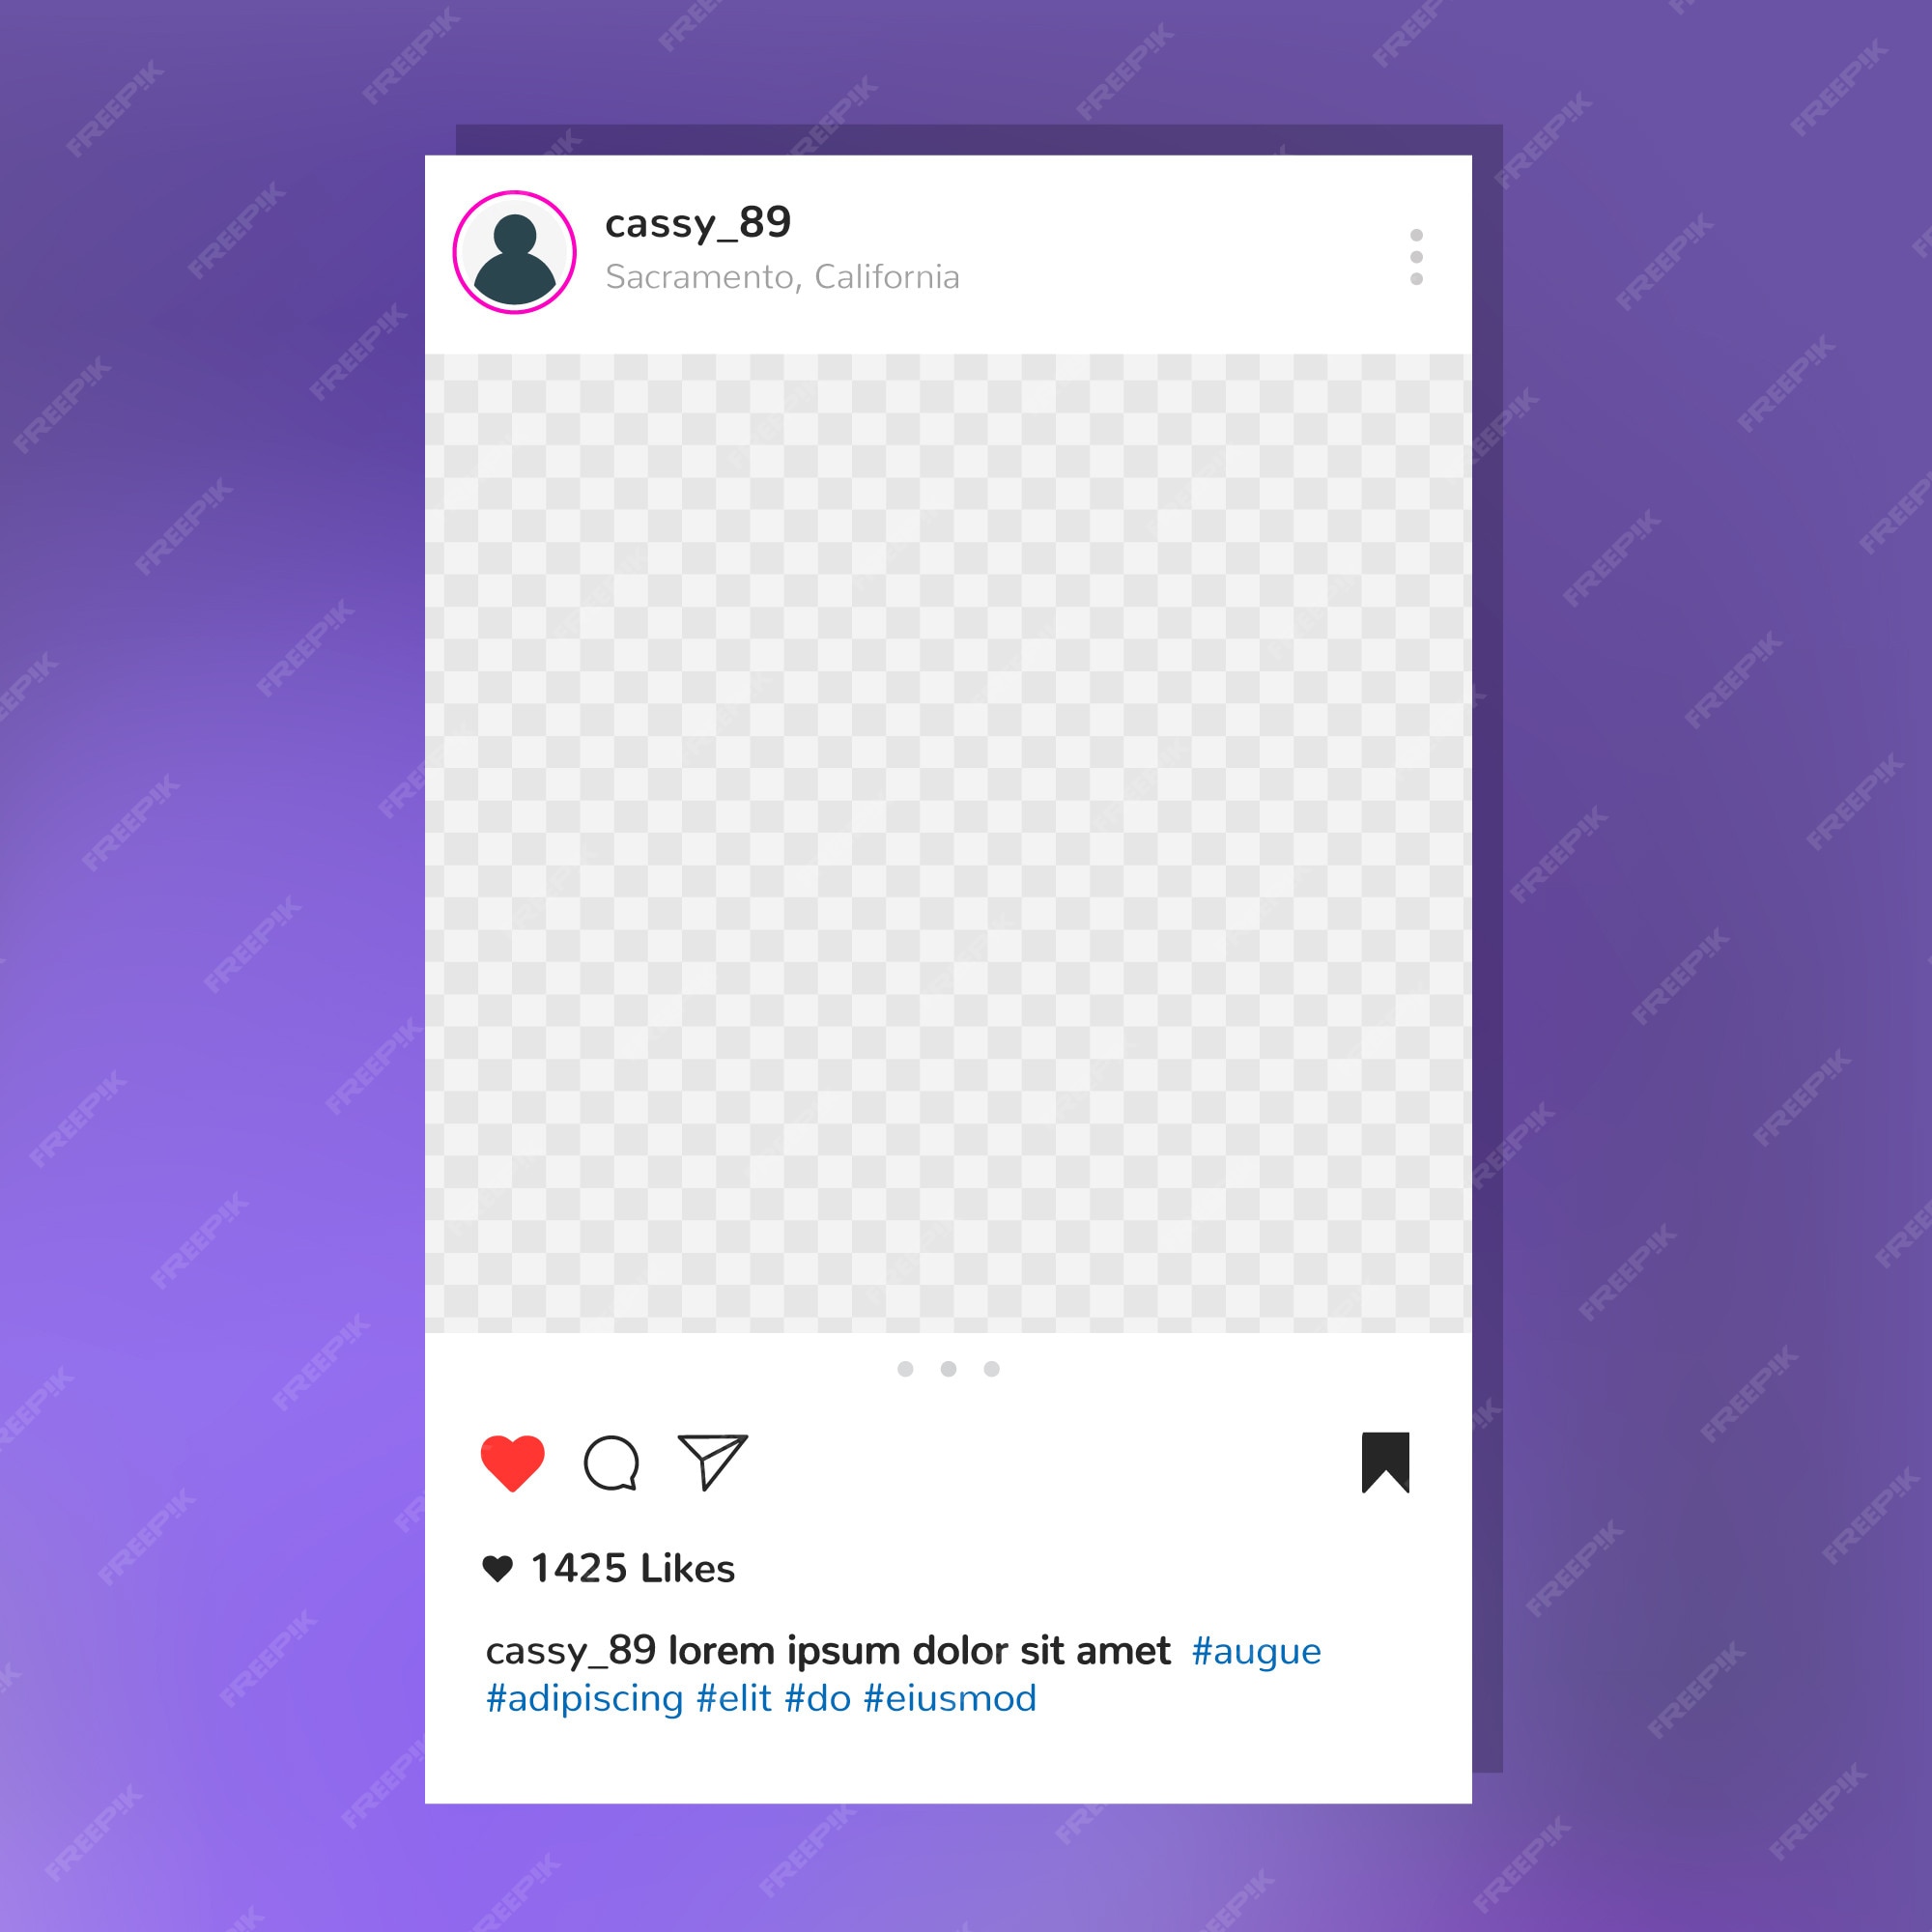 cassy_89
Sacramento, California
1425 Likes
cassy_89 lorem ipsum dolor sit amet #augue
#adipiscing #elit #do #eiusmod
FREEPIK